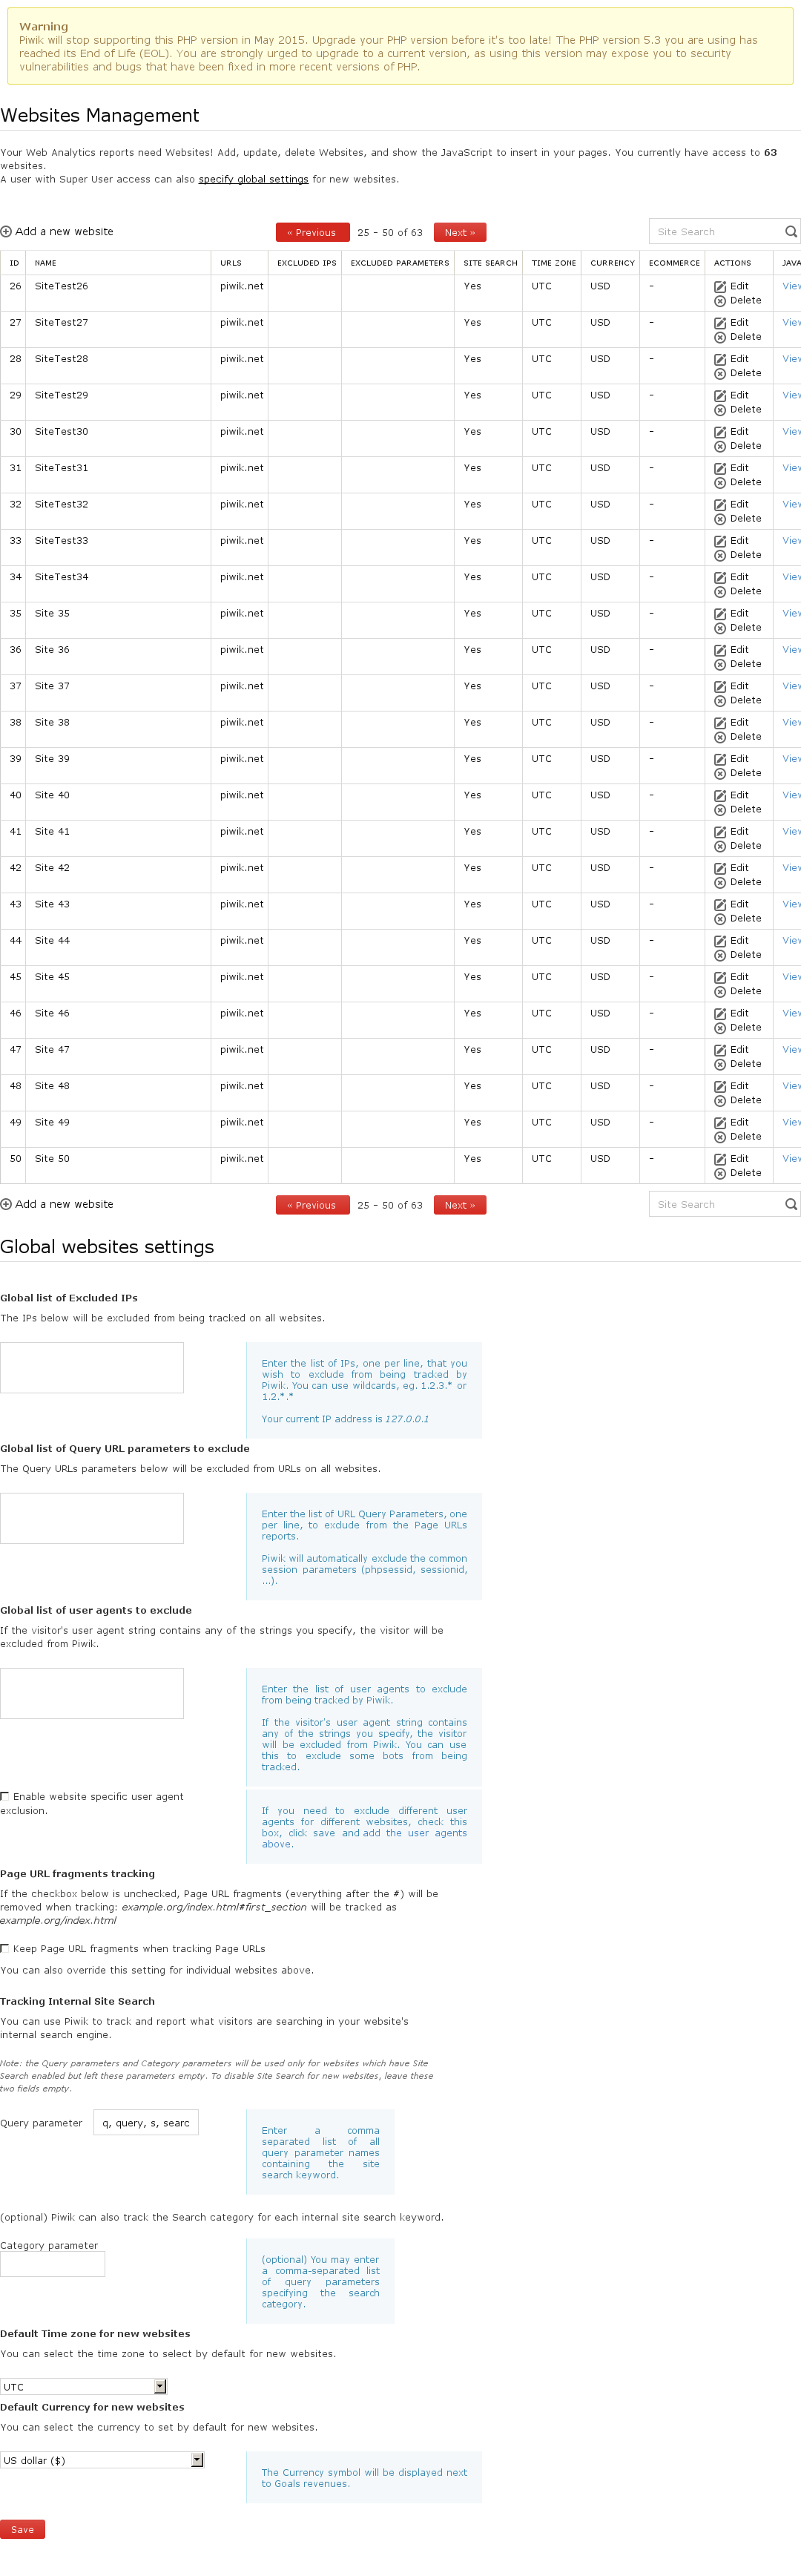 Warning
Piwik will stop supporting this PHP version in May 2015. Upgrade your PHP version before it's too late! The PHP version 5.3 you are using has
reached its End of Life (EOL). You are strongly urged to upgrade to a current version, as using this version may expose you to security
vulnerabilities and bugs that have been fixed in more recent versions of PHP.
Websites Management
Your Web Analytics reports need Websites! Add, update, delete Websites, and show the JavaScript to insert in your pages. You currently have access to 63
websites.
A user with Super User access can also specify global settings for new websites.
Add a new website « Previous 25 - 50 of 63 Next » Site Search
ID NAME URLS EXCLUDED IPS EXCLUDED PARAMETERS SITE SEARCH TIME ZONE CURRENCY ECOMMERCE ACTIONS JAVA
26 SiteTest26 piwik.net Yes UTC USD - Edit View
Delete
27 SiteTest27 piwik.net Yes UTC USD - Edit View
Delete
28 SiteTest28 piwik.net Yes UTC USD - Edit View
Delete
29 SiteTest29 piwik.net Yes UTC USD - Edit View
Delete
30 SiteTest30 piwik.net Yes UTC USD - Edit View
Delete
31 SiteTest31 piwik.net Yes UTC USD - Edit View
Delete
32 SiteTest32 piwik.net Yes UTC USD - Edit View
Delete
33 SiteTest33 piwik.net Yes UTC USD - Edit View
Delete
34 SiteTest34 piwik.net Yes UTC USD - Edit View
Delete
35 Site 35 piwik.net Yes UTC USD - Edit View
Delete
36 Site 36 piwik.net Yes UTC USD - Edit View
Delete
37 Site 37 piwik.net Yes UTC USD - Edit View
Delete
38 Site 38 piwik.net Yes UTC USD - Edit View
Delete
39 Site 39 piwik.net Yes UTC USD - Edit View
Delete
40 Site 40 piwik.net Yes UTC USD - Edit View
Delete
41 Site 41 piwik.net Yes UTC USD - Edit View
Delete
42 Site 42 piwik.net Yes UTC USD - Edit View
Delete
43 Site 43 piwik.net Yes UTC USD - Edit View
Delete
44 Site 44 piwik.net Yes UTC USD - Edit View
Delete
45 Site 45 piwik.net Yes UTC USD - Edit View
Delete
46 Site 46 piwik.net Yes UTC USD - Edit View
Delete
47 Site 47 piwik.net Yes UTC USD - Edit View
Delete
48 Site 48 piwik.net Yes UTC USD - Edit View
Delete
49 Site 49 piwik.net Yes UTC USD - Edit View
Delete
50 Site 50 piwik.net Yes UTC USD - Edit View
Delete
Add a new website « Previous 25 - 50 of 63 Next » Site Search
Global websites settings
Global list of Excluded IPs
The IPs below will be excluded from being tracked on all websites.
Enter the list of IPs, one per line, that you
wish to exclude from being tracked by
Piwik. You can use wildcards, eg. 1.2.3.* or
1.2.*.*
Your current IP address is 127.0.0.1
Global list of Query URL parameters to exclude
The Query URLs parameters below will be excluded from URLs on all websites.
Enter the list of URL Query Parameters, one
per line, to exclude from the Page URLs
reports.
Piwik will automatically exclude the common
session parameters (phpsessid, sessionid,
...).
Global list of user agents to exclude
If the visitor's user agent string contains any of the strings you specify, the visitor will be
excluded from Piwik.
Enter the list of user agents to exclude
from being tracked by Piwik.
If the visitor's user agent string contains
any of the strings you specify, the visitor
will be excluded from Piwik. You can use
this to exclude some bots from being
tracked.
Enable website specific user agent
exclusion.
If you need to exclude different user
agents for different websites, check this
box, click save and add the user agents
above.
Page URL fragments tracking
If the checkbox below is unchecked, Page URL fragments (everything after the #) will be
removed when tracking: example.org/index.html#first_section will be tracked as
example.org/index.html
Keep Page URL fragments when tracking Page URLs
You can also override this setting for individual websites above.
Tracking Internal Site Search
You can use Piwik to track and report what visitors are searching in your website's
internal search engine.
Note: the Query parameters and Category parameters will be used only for websites which have Site
Search enabled but left these parameters empty. To disable Site Search for new websites, leave these
two fields empty.
Query parameter q, query, s, searc
Enter a comma
separated list of all
query parameter names
containing the site
search keyword.
(optional) Piwik can also track the Search category for each internal site search keyword.
Category parameter
(optional) You may enter
a comma-separated list
of query parameters
specifying the search
category.
Default Time zone for new websites
You can select the time zone to select by default for new websites.
UTC
Default Currency for new websites
You can select the currency to set by default for new websites.
US dollar ($)
The Currency symbol will be displayed next
to Goals revenues.
Save